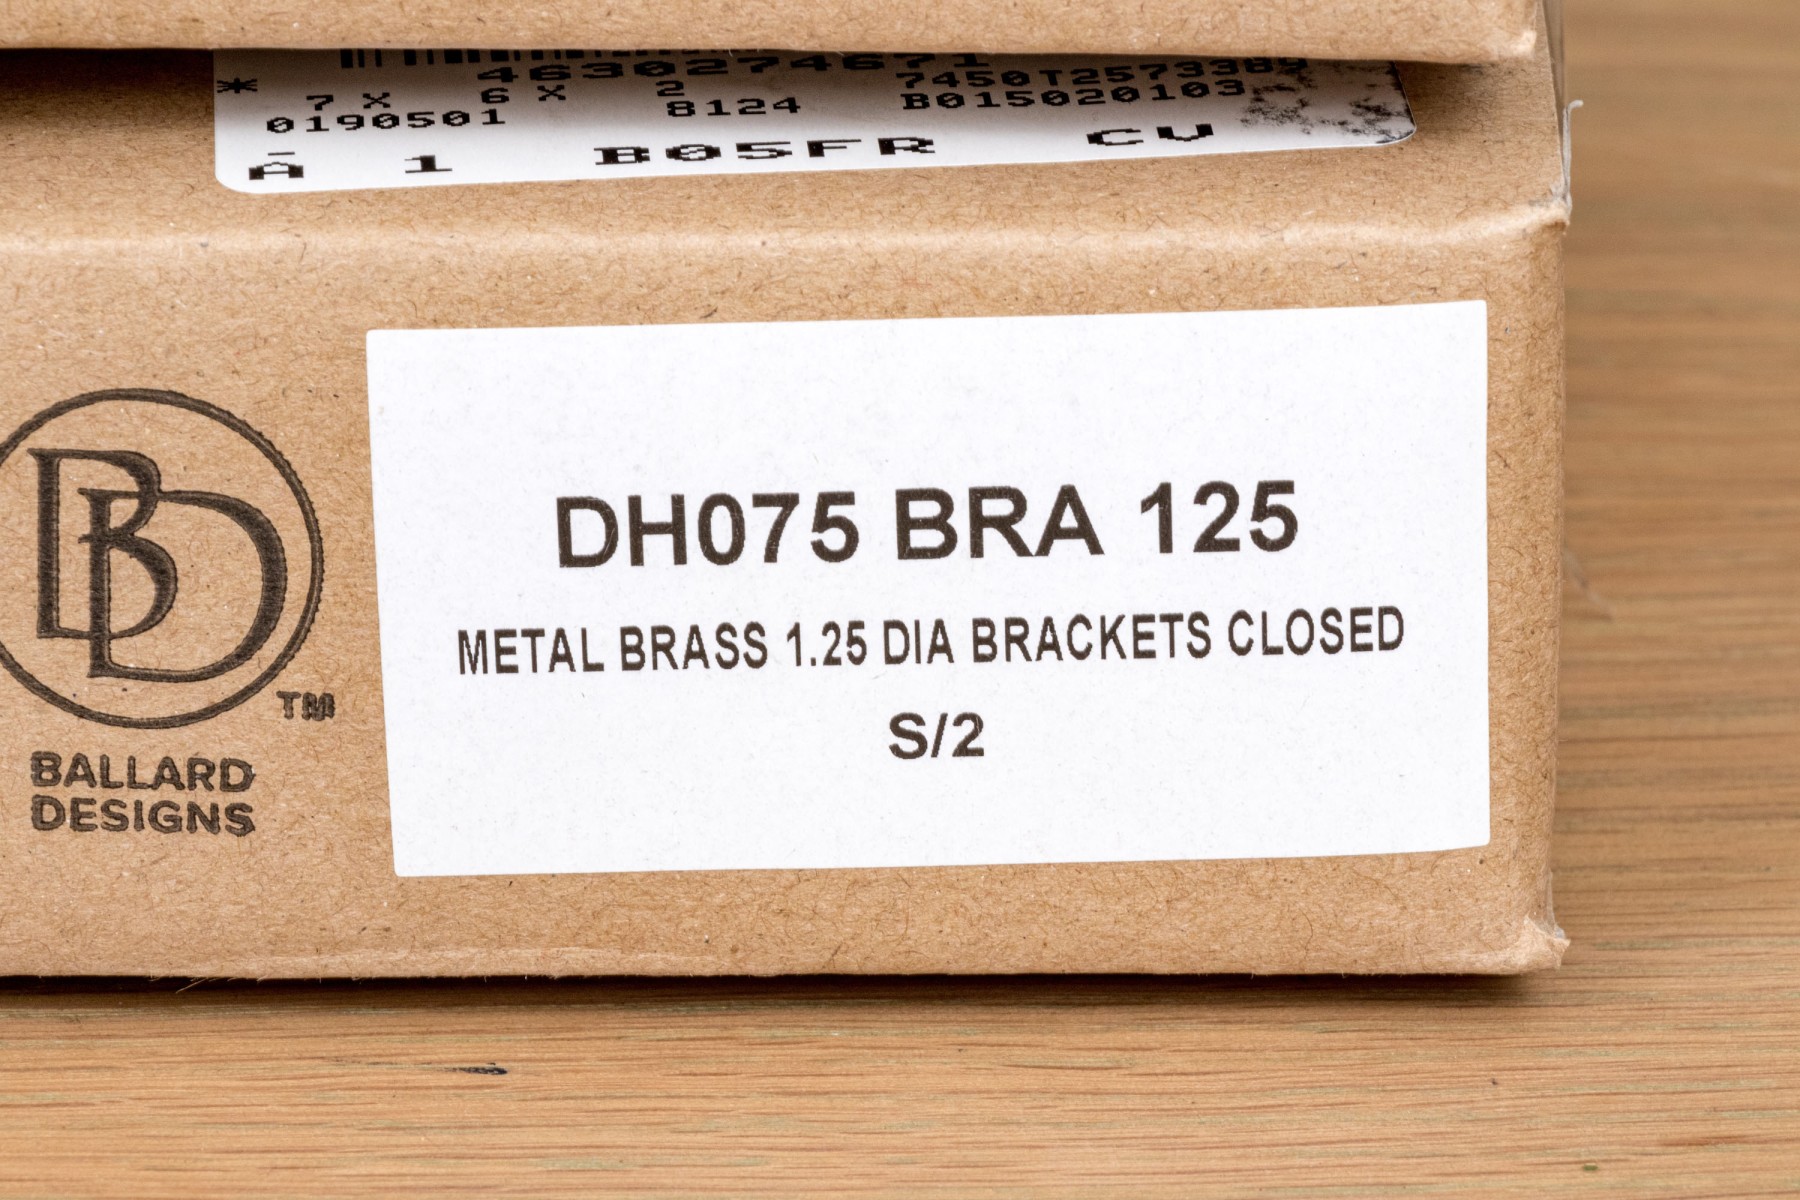 4630274671
* 7 X 6 X 2 7450T2573389
0190501 8124 B015020103
A 1 B05FR CV
BD
TM
BALLARD
DESIGNS
DH075 BRA 125
METAL BRASS 1.25 DIA BRACKETS CLOSED
S/2